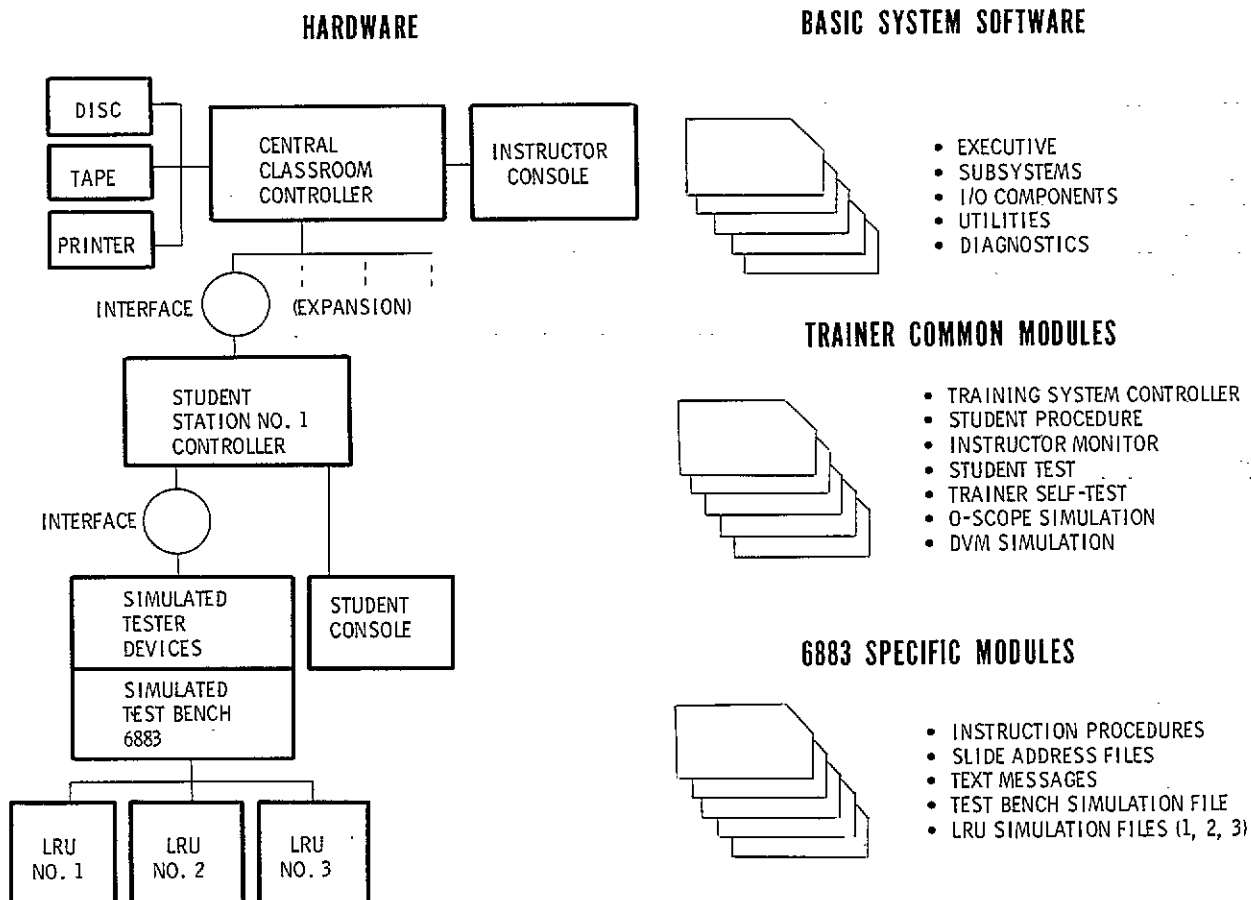 HARDWARE
DISC
TAPE
PRINTER
CENTRAL
CLASSROOM
CONTROLLER
INSTRUCTOR
CONSOLE
INTERFACE
(EXPANSION)
STUDENT
STATION NO. 1
CONTROLLER
INTERFACE
SIMULATED
TESTER
DEVICES
STUDENT
CONSOLE
SIMULATED
TEST BENCH
6883
LRU
NO. 1
LRU
NO. 2
LRU
NO. 3
BASIC SYSTEM SOFTWARE
• EXECUTIVE
• SUBSYSTEMS
• I/O COMPONENTS
• UTILITIES
• DIAGNOSTICS
TRAINER COMMON MODULES
• TRAINING SYSTEM CONTROLLER
• STUDENT PROCEDURE
• INSTRUCTOR MONITOR
• STUDENT TEST
• TRAINER SELF-TEST
• O-SCOPE SIMULATION
• DVM SIMULATION
6883 SPECIFIC MODULES
• INSTRUCTION PROCEDURES
• SLIDE ADDRESS FILES
• TEXT MESSAGES
• TEST BENCH SIMULATION FILE
• LRU SIMULATION FILES (1, 2, 3)